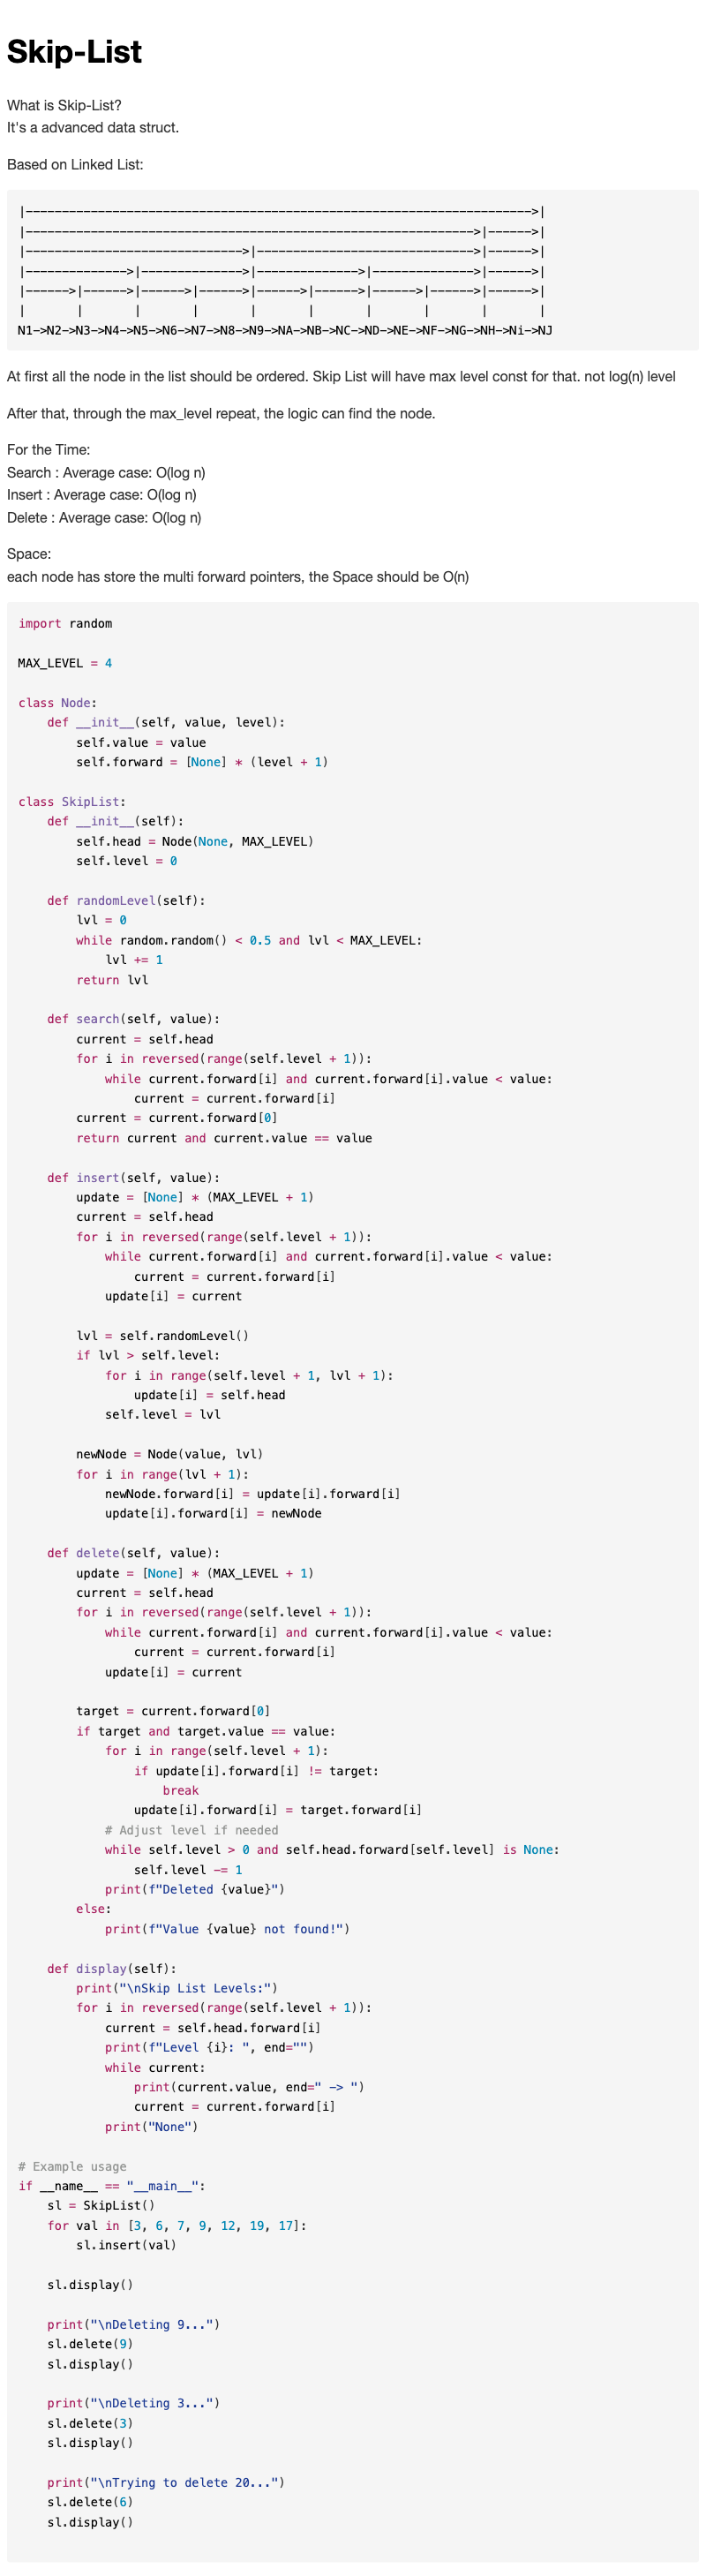 Skip-List
What is Skip-List?
It's a advanced data struct.
Based on Linked List:
|---------------------------------------------------------------------->|
|-------------------------------------------------------------->|------>|
|------------------------------>|------------------------------>|------>|
|-------------->|-------------->|-------------->|-------------->|------>|
|------>|------>|------>|------>|------>|------>|------>|------>|------>|
|       |       |       |       |       |       |       |       |       |
N1->N2->N3->N4->N5->N6->N7->N8->N9->NA->NB->NC->ND->NE->NF->NG->NH->Ni->NJ
At first all the node in the list should be ordered. Skip List will have max level const for that. not log(n) level
After that, through the max_level repeat, the logic can find the node.
For the Time:
Search : Average case: O(log n)
Insert : Average case: O(log n)
Delete : Average case: O(log n)
Space:
each node has store the multi forward pointers, the Space should be O(n)
import random
MAX_LEVEL = 4
class Node:
    def __init__(self, value, level):
        self.value = value
        self.forward = [None] * (level + 1)
class SkipList:
    def __init__(self):
        self.head = Node(None, MAX_LEVEL)
        self.level = 0
    def randomLevel(self):
        lvl = 0
        while random.random() < 0.5 and lvl < MAX_LEVEL:
            lvl += 1
        return lvl
    def search(self, value):
        current = self.head
        for i in reversed(range(self.level + 1)):
            while current.forward[i] and current.forward[i].value < value:
                current = current.forward[i]
        current = current.forward[0]
        return current and current.value == value
    def insert(self, value):
        update = [None] * (MAX_LEVEL + 1)
        current = self.head
        for i in reversed(range(self.level + 1)):
            while current.forward[i] and current.forward[i].value < value:
                current = current.forward[i]
            update[i] = current
        lvl = self.randomLevel()
        if lvl > self.level:
            for i in range(self.level + 1, lvl + 1):
                update[i] = self.head
            self.level = lvl
        newNode = Node(value, lvl)
        for i in range(lvl + 1):
            newNode.forward[i] = update[i].forward[i]
            update[i].forward[i] = newNode
    def delete(self, value):
        update = [None] * (MAX_LEVEL + 1)
        current = self.head
        for i in reversed(range(self.level + 1)):
            while current.forward[i] and current.forward[i].value < value:
                current = current.forward[i]
            update[i] = current
        target = current.forward[0]
        if target and target.value == value:
            for i in range(self.level + 1):
                if update[i].forward[i] != target:
                    break
                update[i].forward[i] = target.forward[i]
            # Adjust level if needed
            while self.level > 0 and self.head.forward[self.level] is None:
                self.level -= 1
            print(f"Deleted {value}")
        else:
            print(f"Value {value} not found!")
    def display(self):
        print("\nSkip List Levels:")
        for i in reversed(range(self.level + 1)):
            current = self.head.forward[i]
            print(f"Level {i}: ", end="")
            while current:
                print(current.value, end=" -> ")
                current = current.forward[i]
            print("None")
# Example usage
if __name__ == "__main__":
    sl = SkipList()
    for val in [3, 6, 7, 9, 12, 19, 17]:
        sl.insert(val)
    sl.display()
    print("\nDeleting 9...")
    sl.delete(9)
    sl.display()
    print("\nDeleting 3...")
    sl.delete(3)
    sl.display()
    print("\nTrying to delete 20...")
    sl.delete(6)
    sl.display()